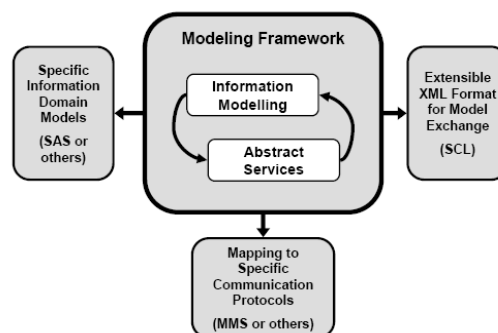 Modeling Framework
Information
Modelling
Abstract
Services
Specific
Information
Domain
Models
(SAS or
others)
Extensible
XML Format
for Model
Exchange
(SCL)
Mapping to
Specific
Communication
Protocols
(MMS or others)